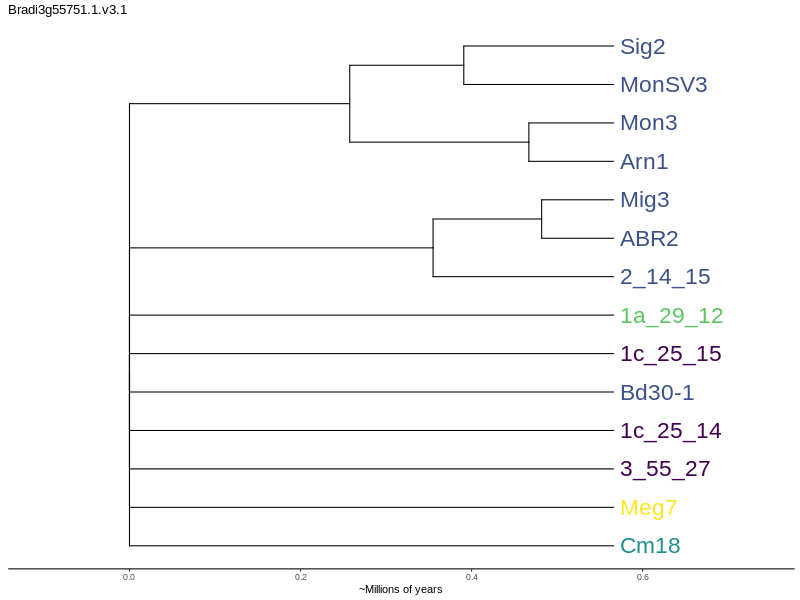 Bradi3g55751.1.v3.1
Sig2
MonSV3
Mon3
Arn1
Mig3
ABR2
2_14_15
1a_29_12
1c_25_15
Bd30-1
1c_25_14
3_55_27
Meg7
Cm18
0.0 0.2 0.4 0.6
~Millions of years